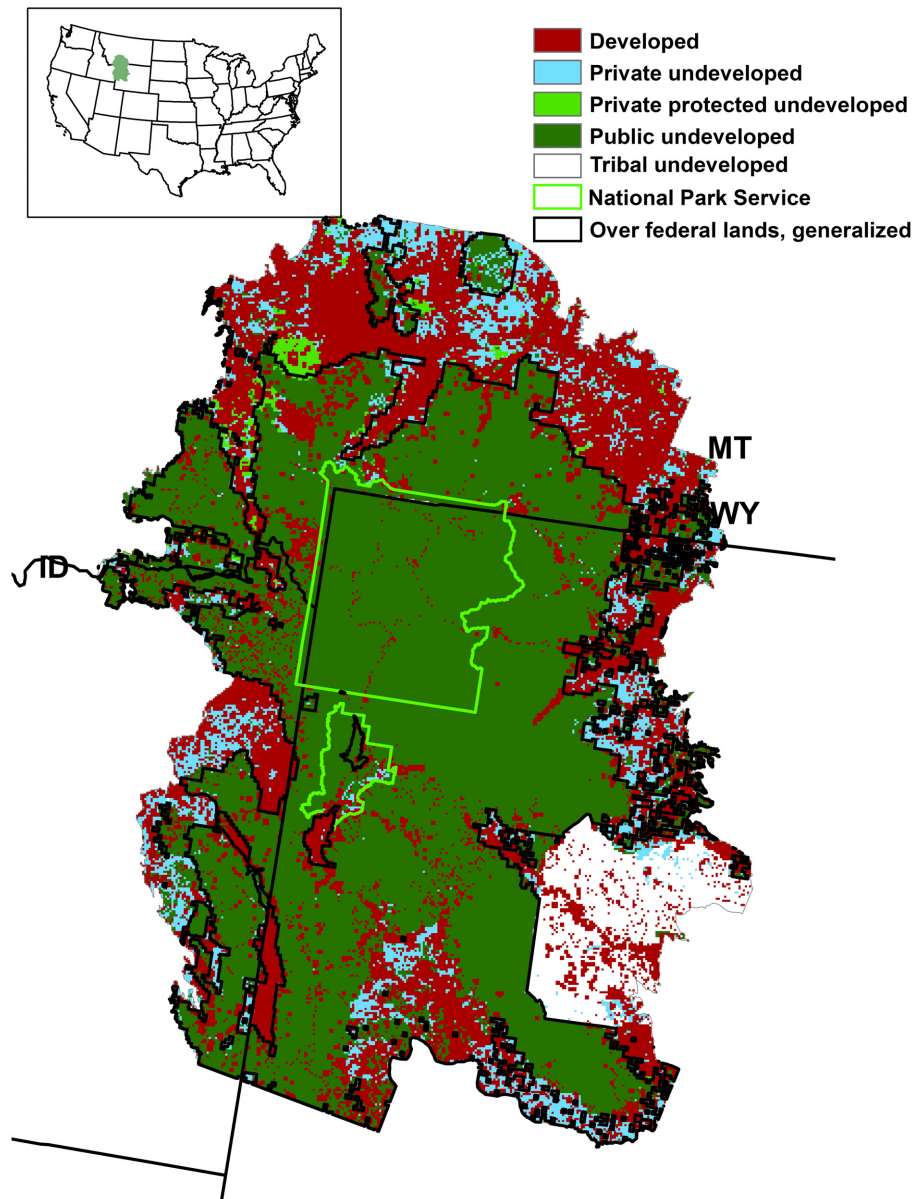 Developed
Private undeveloped
Private protected undeveloped
Public undeveloped
Tribal undeveloped
National Park Service
Over federal lands, generalized
MT
WY
ID